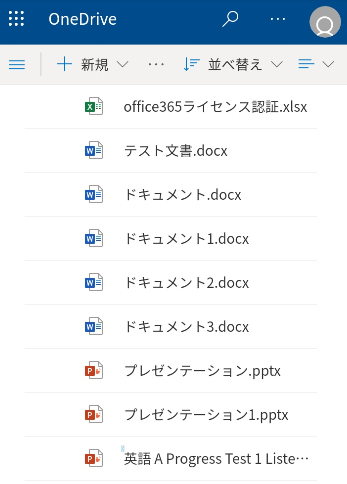 OneDrive
新規 並べ替え
office365ライセンス認証.xlsx
テスト文書.docx
ドキュメント.docx
ドキュメント1.docx
ドキュメント2.docx
ドキュメント3.docx
プレゼンテーション.pptx
プレゼンテーション1.pptx
英語 A Progress Test 1 Liste…